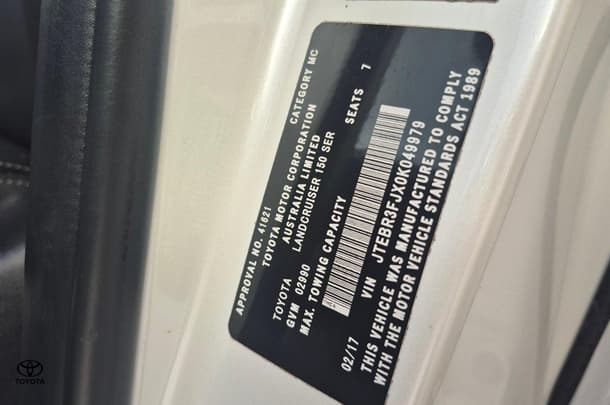 APPROVAL NO. 41621 CATEGORY MC
TOYOTA MOTOR CORPORATION
TOYOTA AUSTRALIA LIMITED
GVM 02990 LANDCRUISER 150 SER
MAX. TOWING CAPACITY SEATS 7
02/17 VIN JTEBR3FJX0K049979
THIS VEHICLE WAS MANUFACTURED TO COMPLY
WITH THE MOTOR VEHICLE STANDARDS ACT 1989
TOYOTA